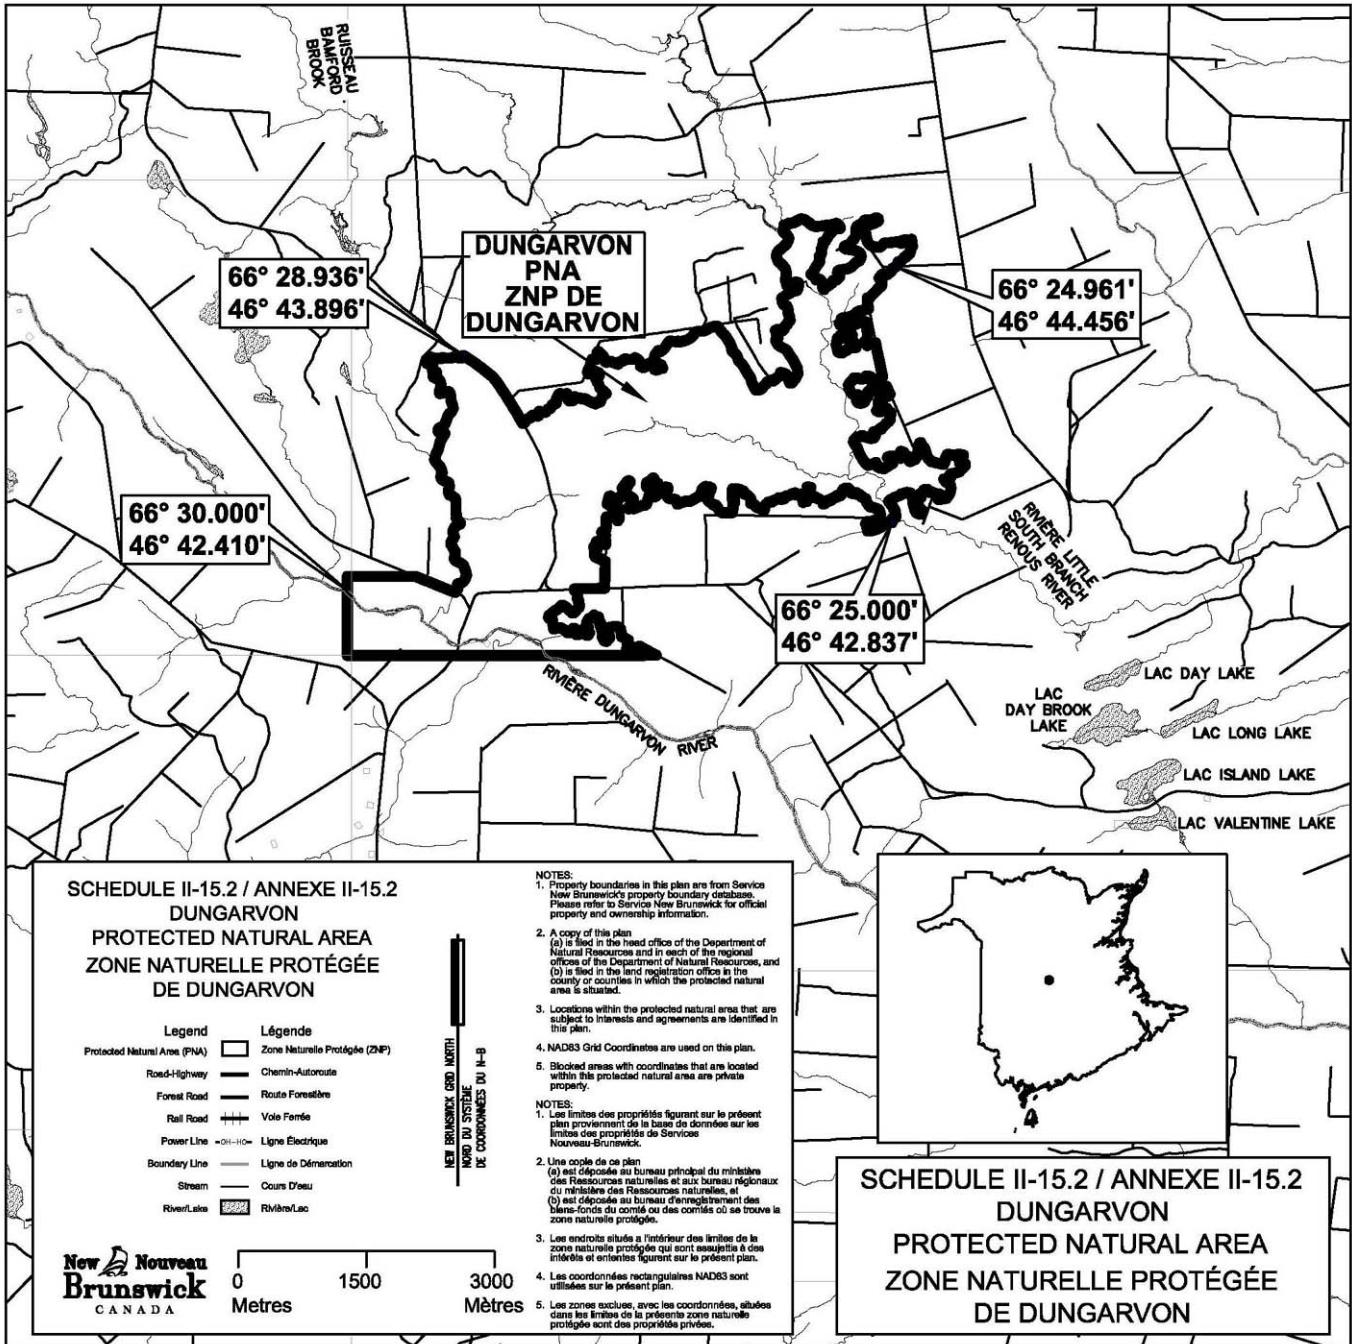 RUISSEAU
BAMFORD
BROOK
DUNGARVON
PNA
ZNP DE
DUNGARVON
66° 28.936'
46° 43.896'
66° 24.961'
46° 44.456'
66° 30.000'
46° 42.410'
66° 25.000'
46° 42.837'
RIVIÈRE LITTLE
SOUTH BRANCH
RENOUS RIVER
RIVIÈRE DUNGARVON RIVER
LAC DAY LAKE
LAC
DAY BROOK
LAKE
LAC LONG LAKE
LAC ISLAND LAKE
LAC VALENTINE LAKE
SCHEDULE II-15.2 / ANNEXE II-15.2
DUNGARVON
PROTECTED NATURAL AREA
ZONE NATURELLE PROTÉGÉE
DE DUNGARVON
Legend Légende
Protected Natural Area (PNA) Zone Naturelle Protégée (ZNP)
Road-Highway Chemin-Autoroute
Forest Road Route Forestière
Rail Road Voie Ferrée
Power Line -OH-HO- Ligne Électrique
Boundary Line Ligne de Démarcation
Stream Cours D'eau
River/Lake Rivière/Lac
NEW BRUNSWICK GRID NORTH
NORD DU SYSTÈME
DE COORDONNÉES DU N-B
New Nouveau
Brunswick
CANADA
0 1500 3000
Metres Mètres
NOTES:
1. Property boundaries in this plan are from Service
New Brunswick's property boundary database.
Please refer to Service New Brunswick for official
property and ownership information.
2. A copy of this plan
(a) is filed in the head office of the Department of
Natural Resources and in each of the regional
offices of the Department of Natural Resources, and
(b) is filed in the land registration office in the
county or counties in which the protected natural
area is situated.
3. Locations within the protected natural area that are
subject to interests and agreements are identified in
this plan.
4. NAD83 Grid Coordinates are used on this plan.
5. Blocked areas with coordinates that are located
within this protected natural area are private
property.
NOTES:
1. Les limites des propriétés figurant sur le présent
plan proviennent de la base de données sur les
limites des propriétés de Services
Nouveau-Brunswick.
2. Une copie de ce plan
(a) est déposée au bureau principal du ministère
des Ressources naturelles et aux bureau régionaux
du ministère des Ressources naturelles, et
(b) est déposée au bureau d'enregistrement des
biens-fonds du comté ou des comtés où se trouve la
zone naturelle protégée.
3. Les endroits situés a l'intérieur des limites de la
zone naturelle protégée qui sont assujettis à des
intérêts et ententes figurent sur le présent plan.
4. Les coordonnées rectangulaires NAD83 sont
utilisées sur le présent plan.
5. Les zones exclues, avec les coordonnées, situées
dans les limites de la présente zone naturelle
protégée sont des propriétés privées.
SCHEDULE II-15.2 / ANNEXE II-15.2
DUNGARVON
PROTECTED NATURAL AREA
ZONE NATURELLE PROTÉGÉE
DE DUNGARVON